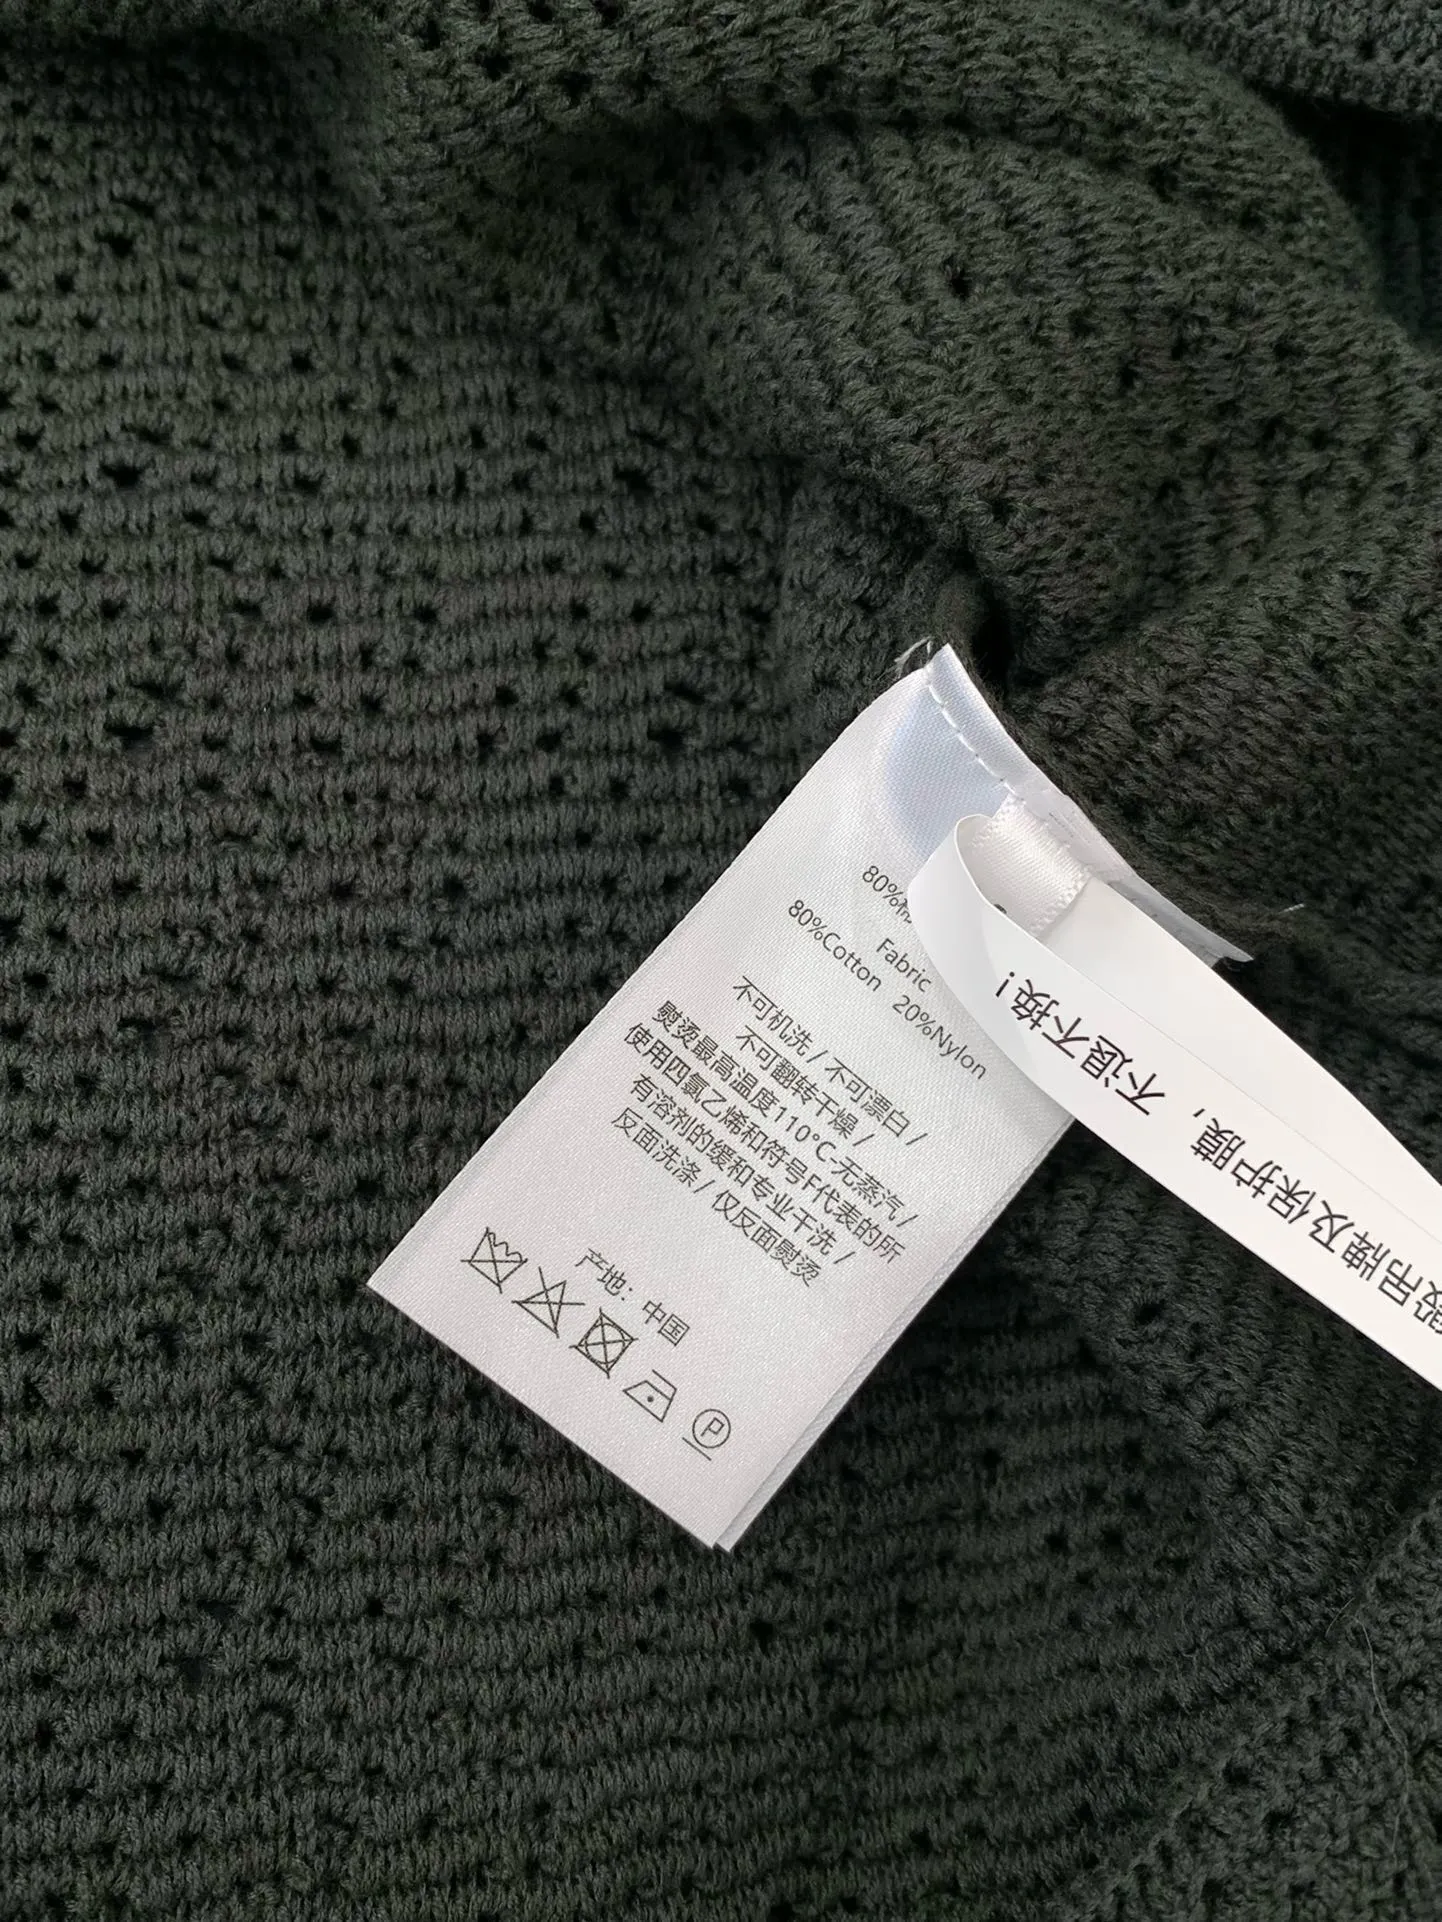 80%
Fabric
80%Cotton 20%Nylon
不可机洗 / 不可漂白 /
不可翻转干燥 /
熨烫最高温度110°C-无蒸汽 /
使用四氯乙烯和符号F代表的所
有溶剂的缓和专业干洗 /
反面洗涤 / 仅反面熨烫
产地：中国
P
吊牌及保护膜，不退不换！